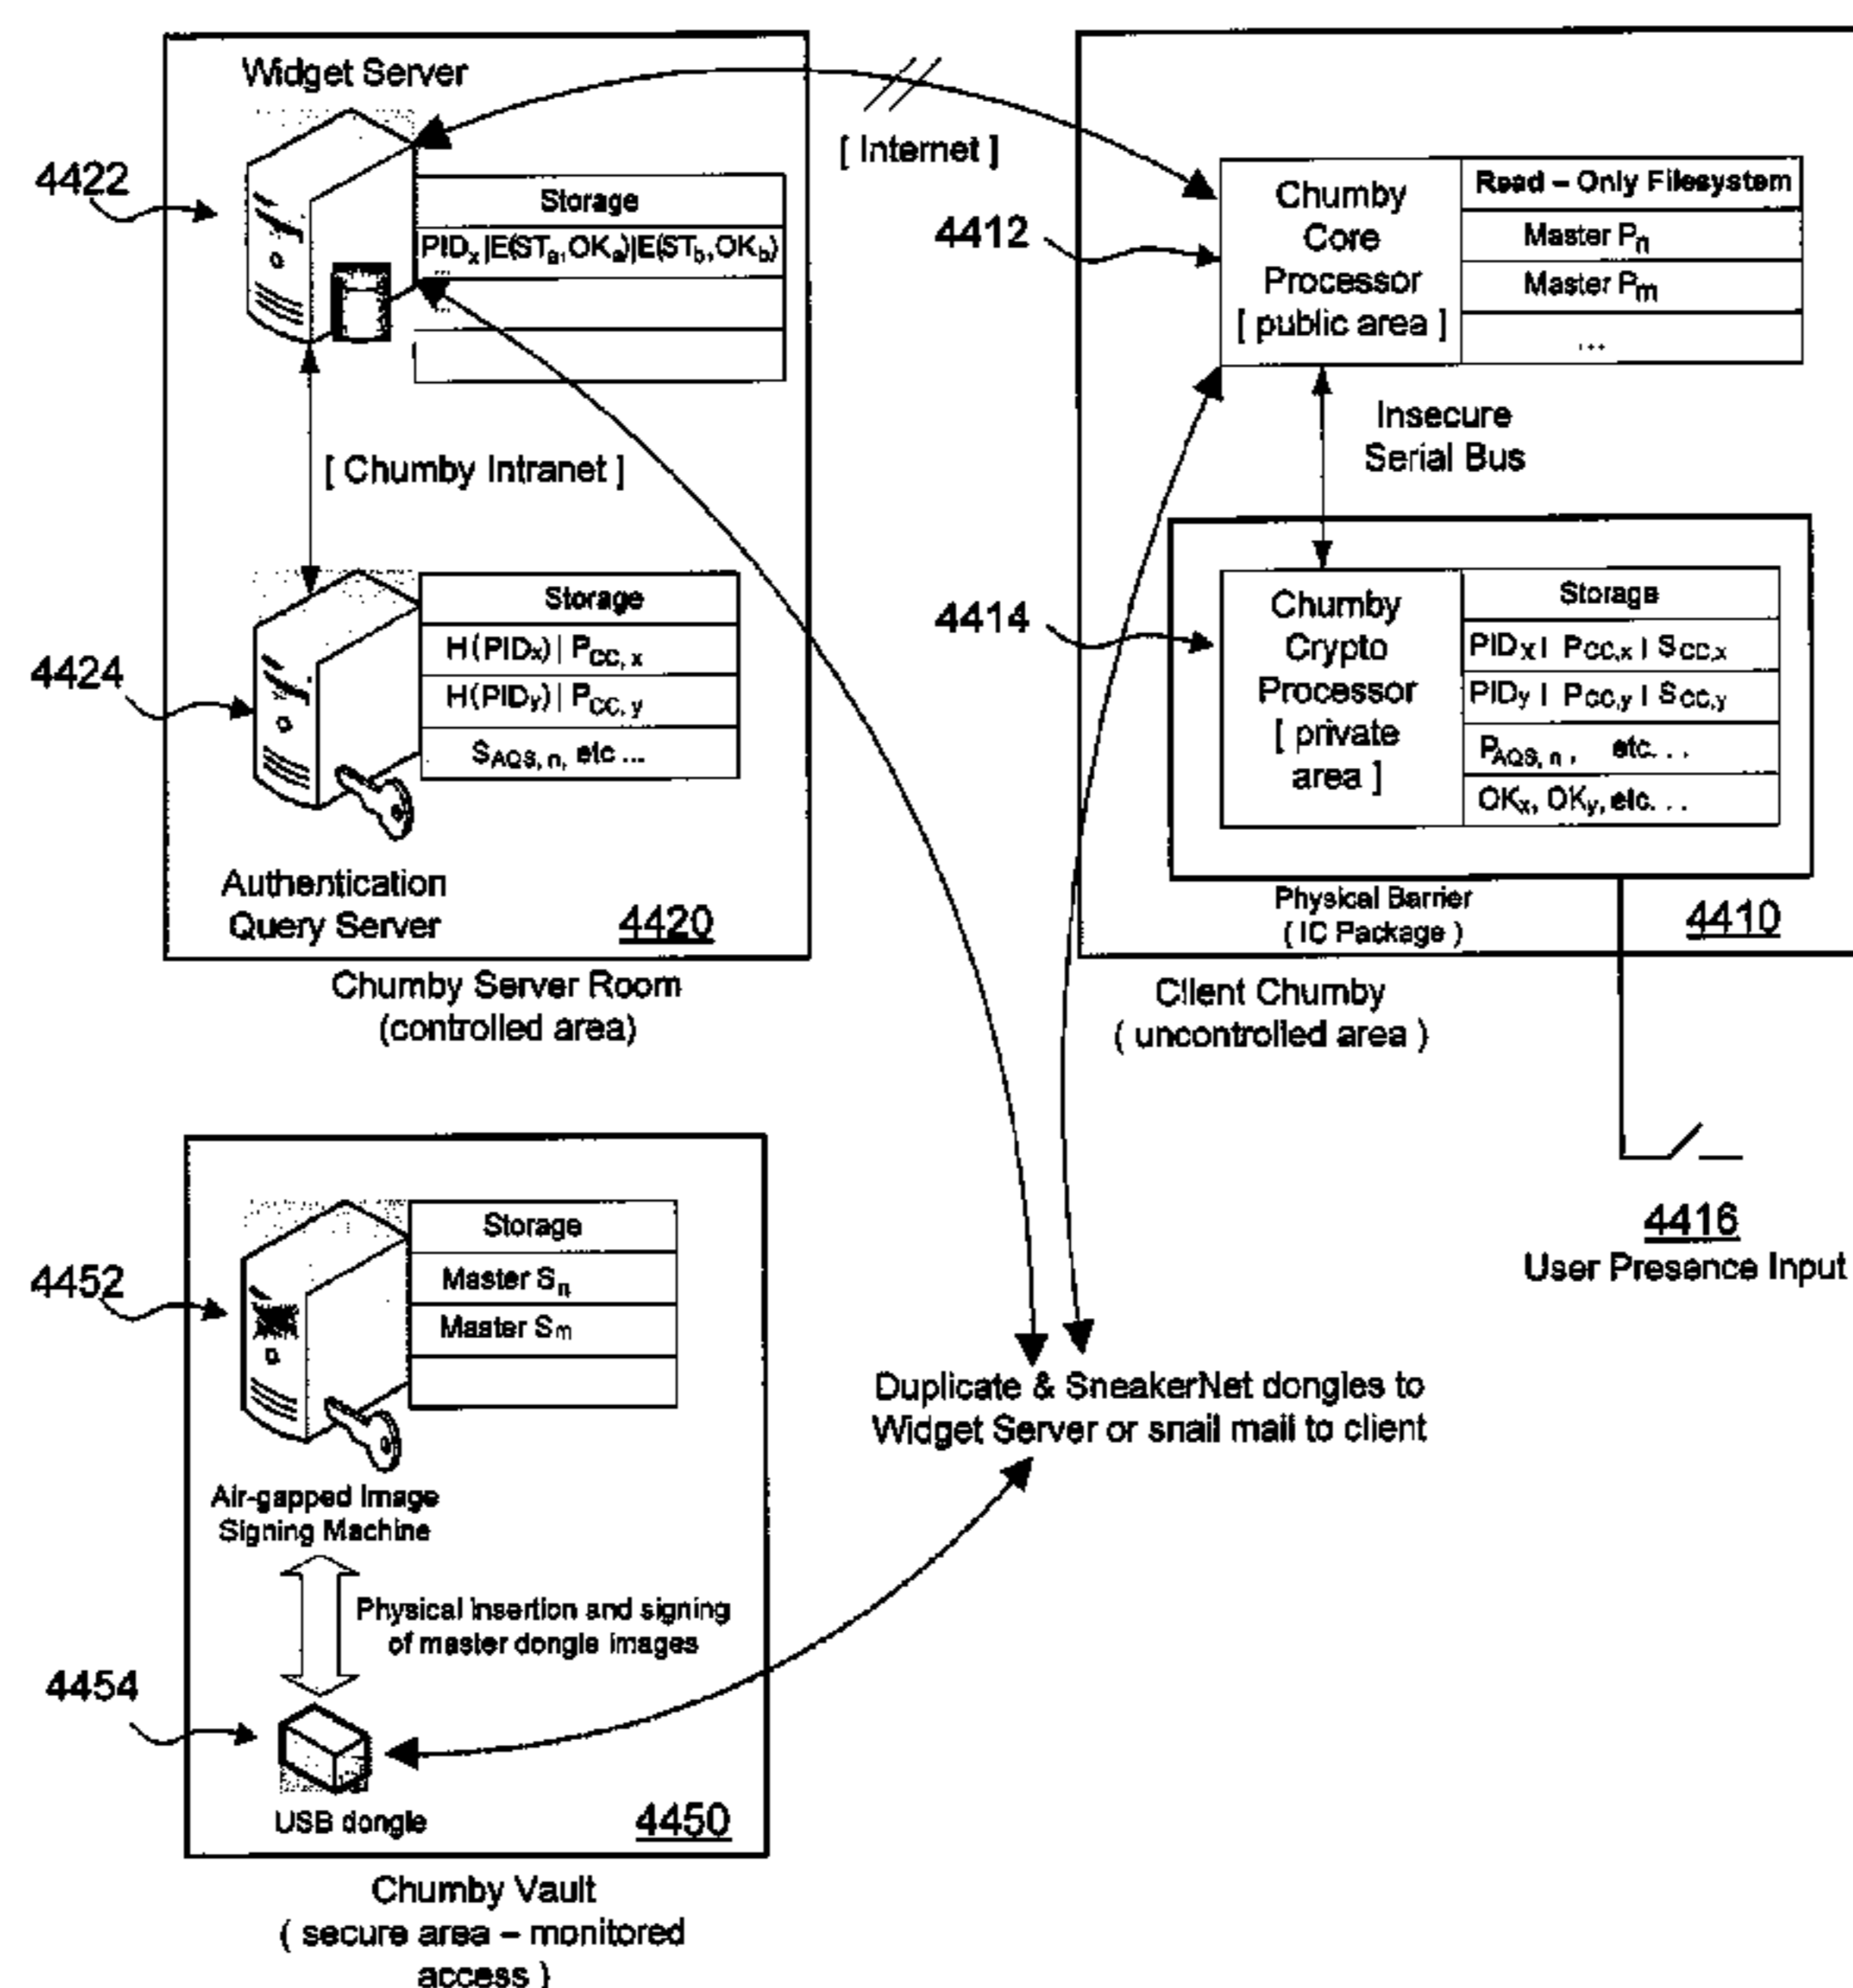 Widget Server
4422
Storage
PIDx|E(STa,OKa)|E(STb,OKb)
...
...
[ Chumby Intranet ]
4424
Storage
H(PIDx) | PCC, x
H(PIDy) | PCC, y
SAQS, n, etc ...
Authentication
Query Server
4420
Chumby Server Room
(controlled area)
[ Internet ]
4412
Chumby
Core
Processor
[ public area ]
Read – Only Filesystem
Master Pn
Master Pm
...
Insecure
Serial Bus
4414
Chumby
Crypto
Processor
[ private
area ]
Storage
PIDX | PCC,x | SCC,x
PIDy | PCC,y | SCC,y
PAQS, n , etc. . .
OKx, OKy, etc. . .
Physical Barrier
( IC Package )
4410
Client Chumby
( uncontrolled area )
4416
User Presence Input
4452
Storage
Master Sn
Master Sm
Air-gapped Image
Signing Machine
Physical insertion and signing
of master dongle images
4454
USB dongle
4450
Chumby Vault
( secure area – monitored
access )
Duplicate & SneakerNet dongles to
Widget Server or snail mail to client